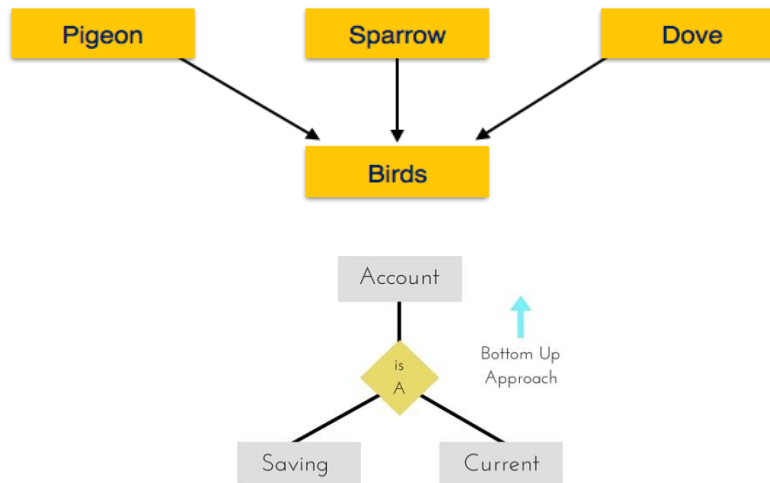 Pigeon
Sparrow
Dove
Birds
Account
is
A
Bottom Up
Approach
Saving
Current